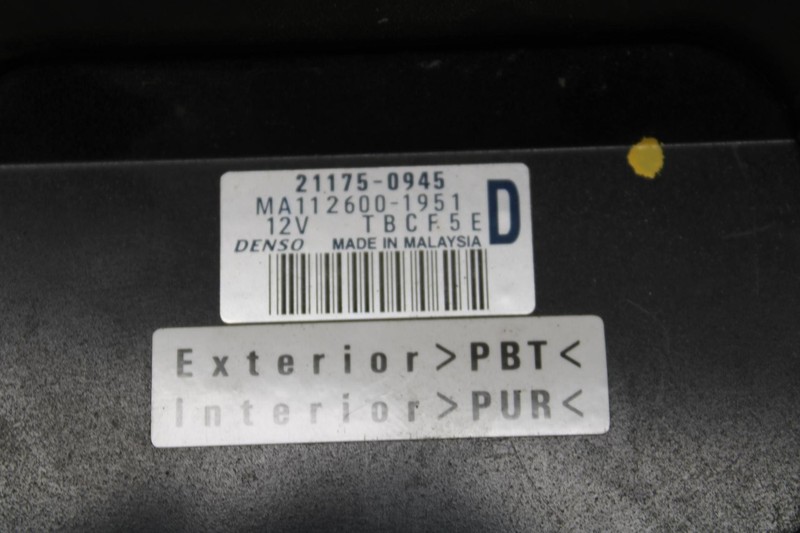 21175-0945
MA112600-1951
12V TBCF5E D
DENSO MADE IN MALAYSIA
Exterior>PBT<
Interior>PUR<